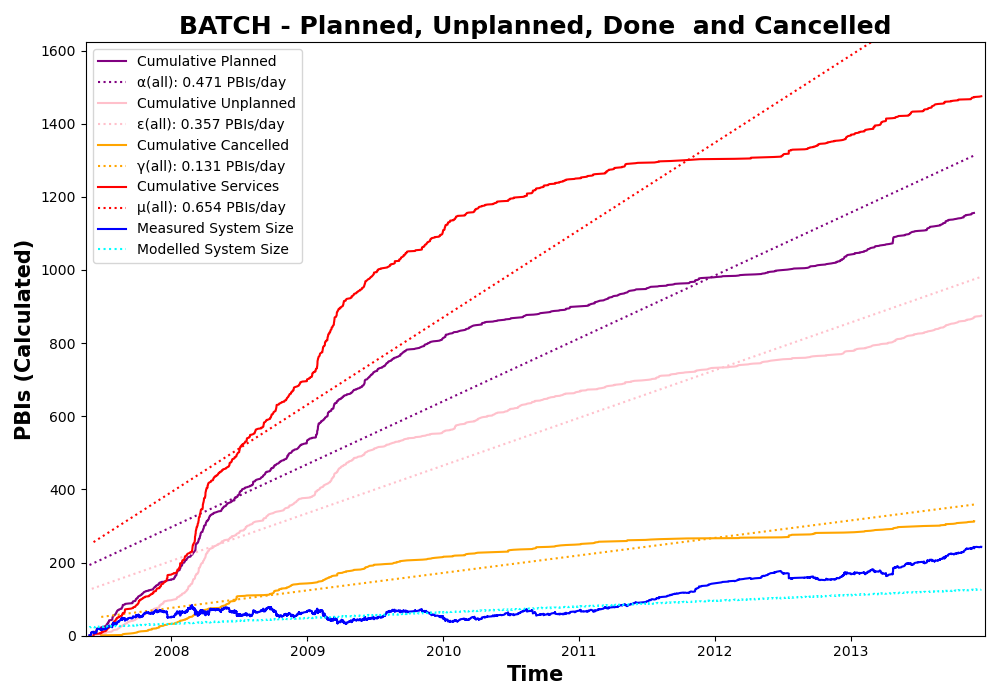 BATCH - Planned, Unplanned, Done  and Cancelled
1600
1400
1200
1000
800
600
400
200
0
PBIs (Calculated)
Cumulative Planned
α(all): 0.471 PBIs/day
Cumulative Unplanned
ε(all): 0.357 PBIs/day
Cumulative Cancelled
γ(all): 0.131 PBIs/day
Cumulative Services
μ(all): 0.654 PBIs/day
Measured System Size
Modelled System Size
2008
2009
2010
2011
2012
2013
Time